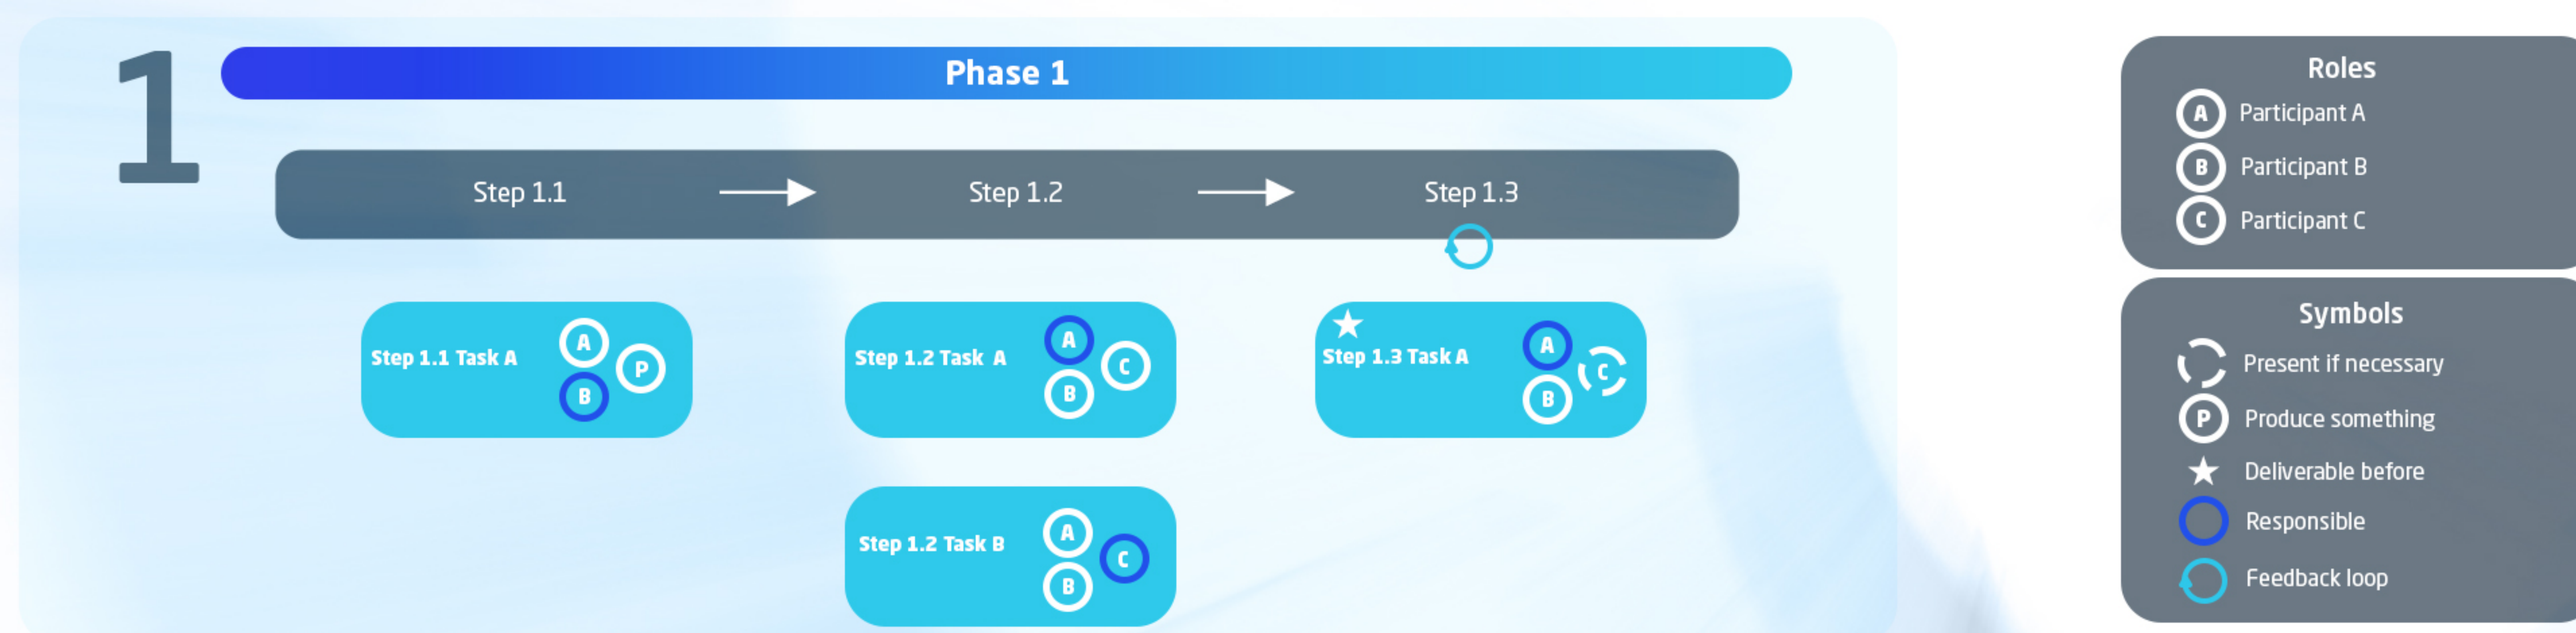 1
Phase 1
Step 1.1
Step 1.2
Step 1.3
Step 1.1 Task A
A
P
B
Step 1.2 Task A
A
C
B
Step 1.3 Task A
A
C
B
Step 1.2 Task B
A
C
B
Roles
A Participant A
B Participant B
C Participant C
Symbols
Present if necessary
P Produce something
Deliverable before
Responsible
Feedback loop